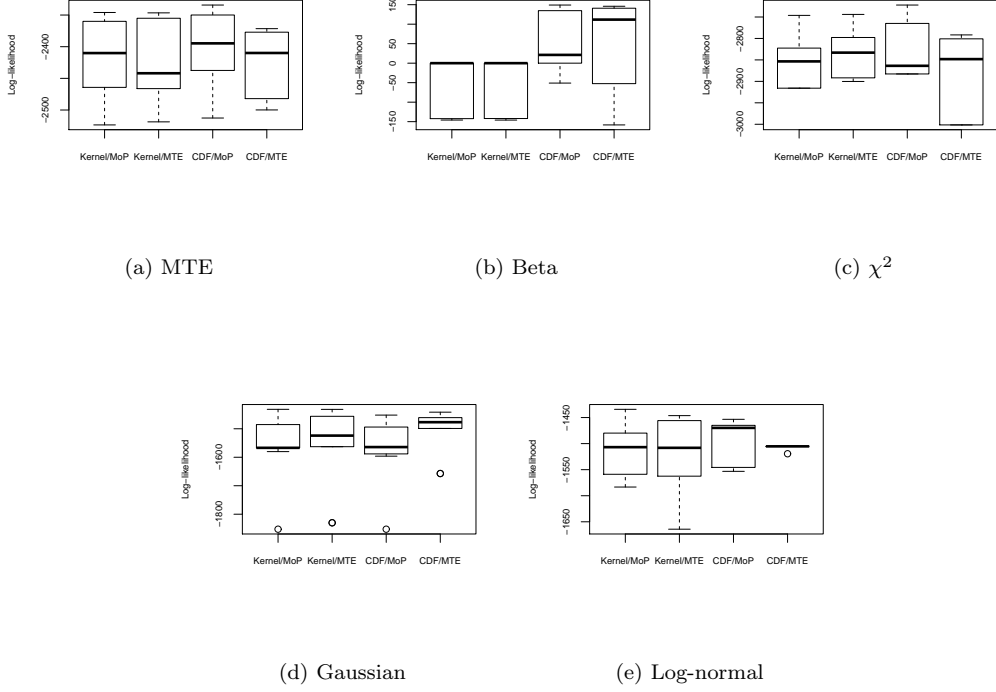 Log−likelihood
−2400
−2500
Kernel/MoP Kernel/MTE CDF/MoP CDF/MTE
(a) MTE
Log−likelihood
150
50
0
−50
−150
Kernel/MoP Kernel/MTE CDF/MoP CDF/MTE
(b) Beta
Log−likelihood
−2800
−2900
−3000
Kernel/MoP Kernel/MTE CDF/MoP CDF/MTE
(c) χ²
Log−likelihood
−1600
−1800
Kernel/MoP Kernel/MTE CDF/MoP CDF/MTE
(d) Gaussian
Log−likelihood
−1450
−1550
−1650
Kernel/MoP Kernel/MTE CDF/MoP CDF/MTE
(e) Log-normal